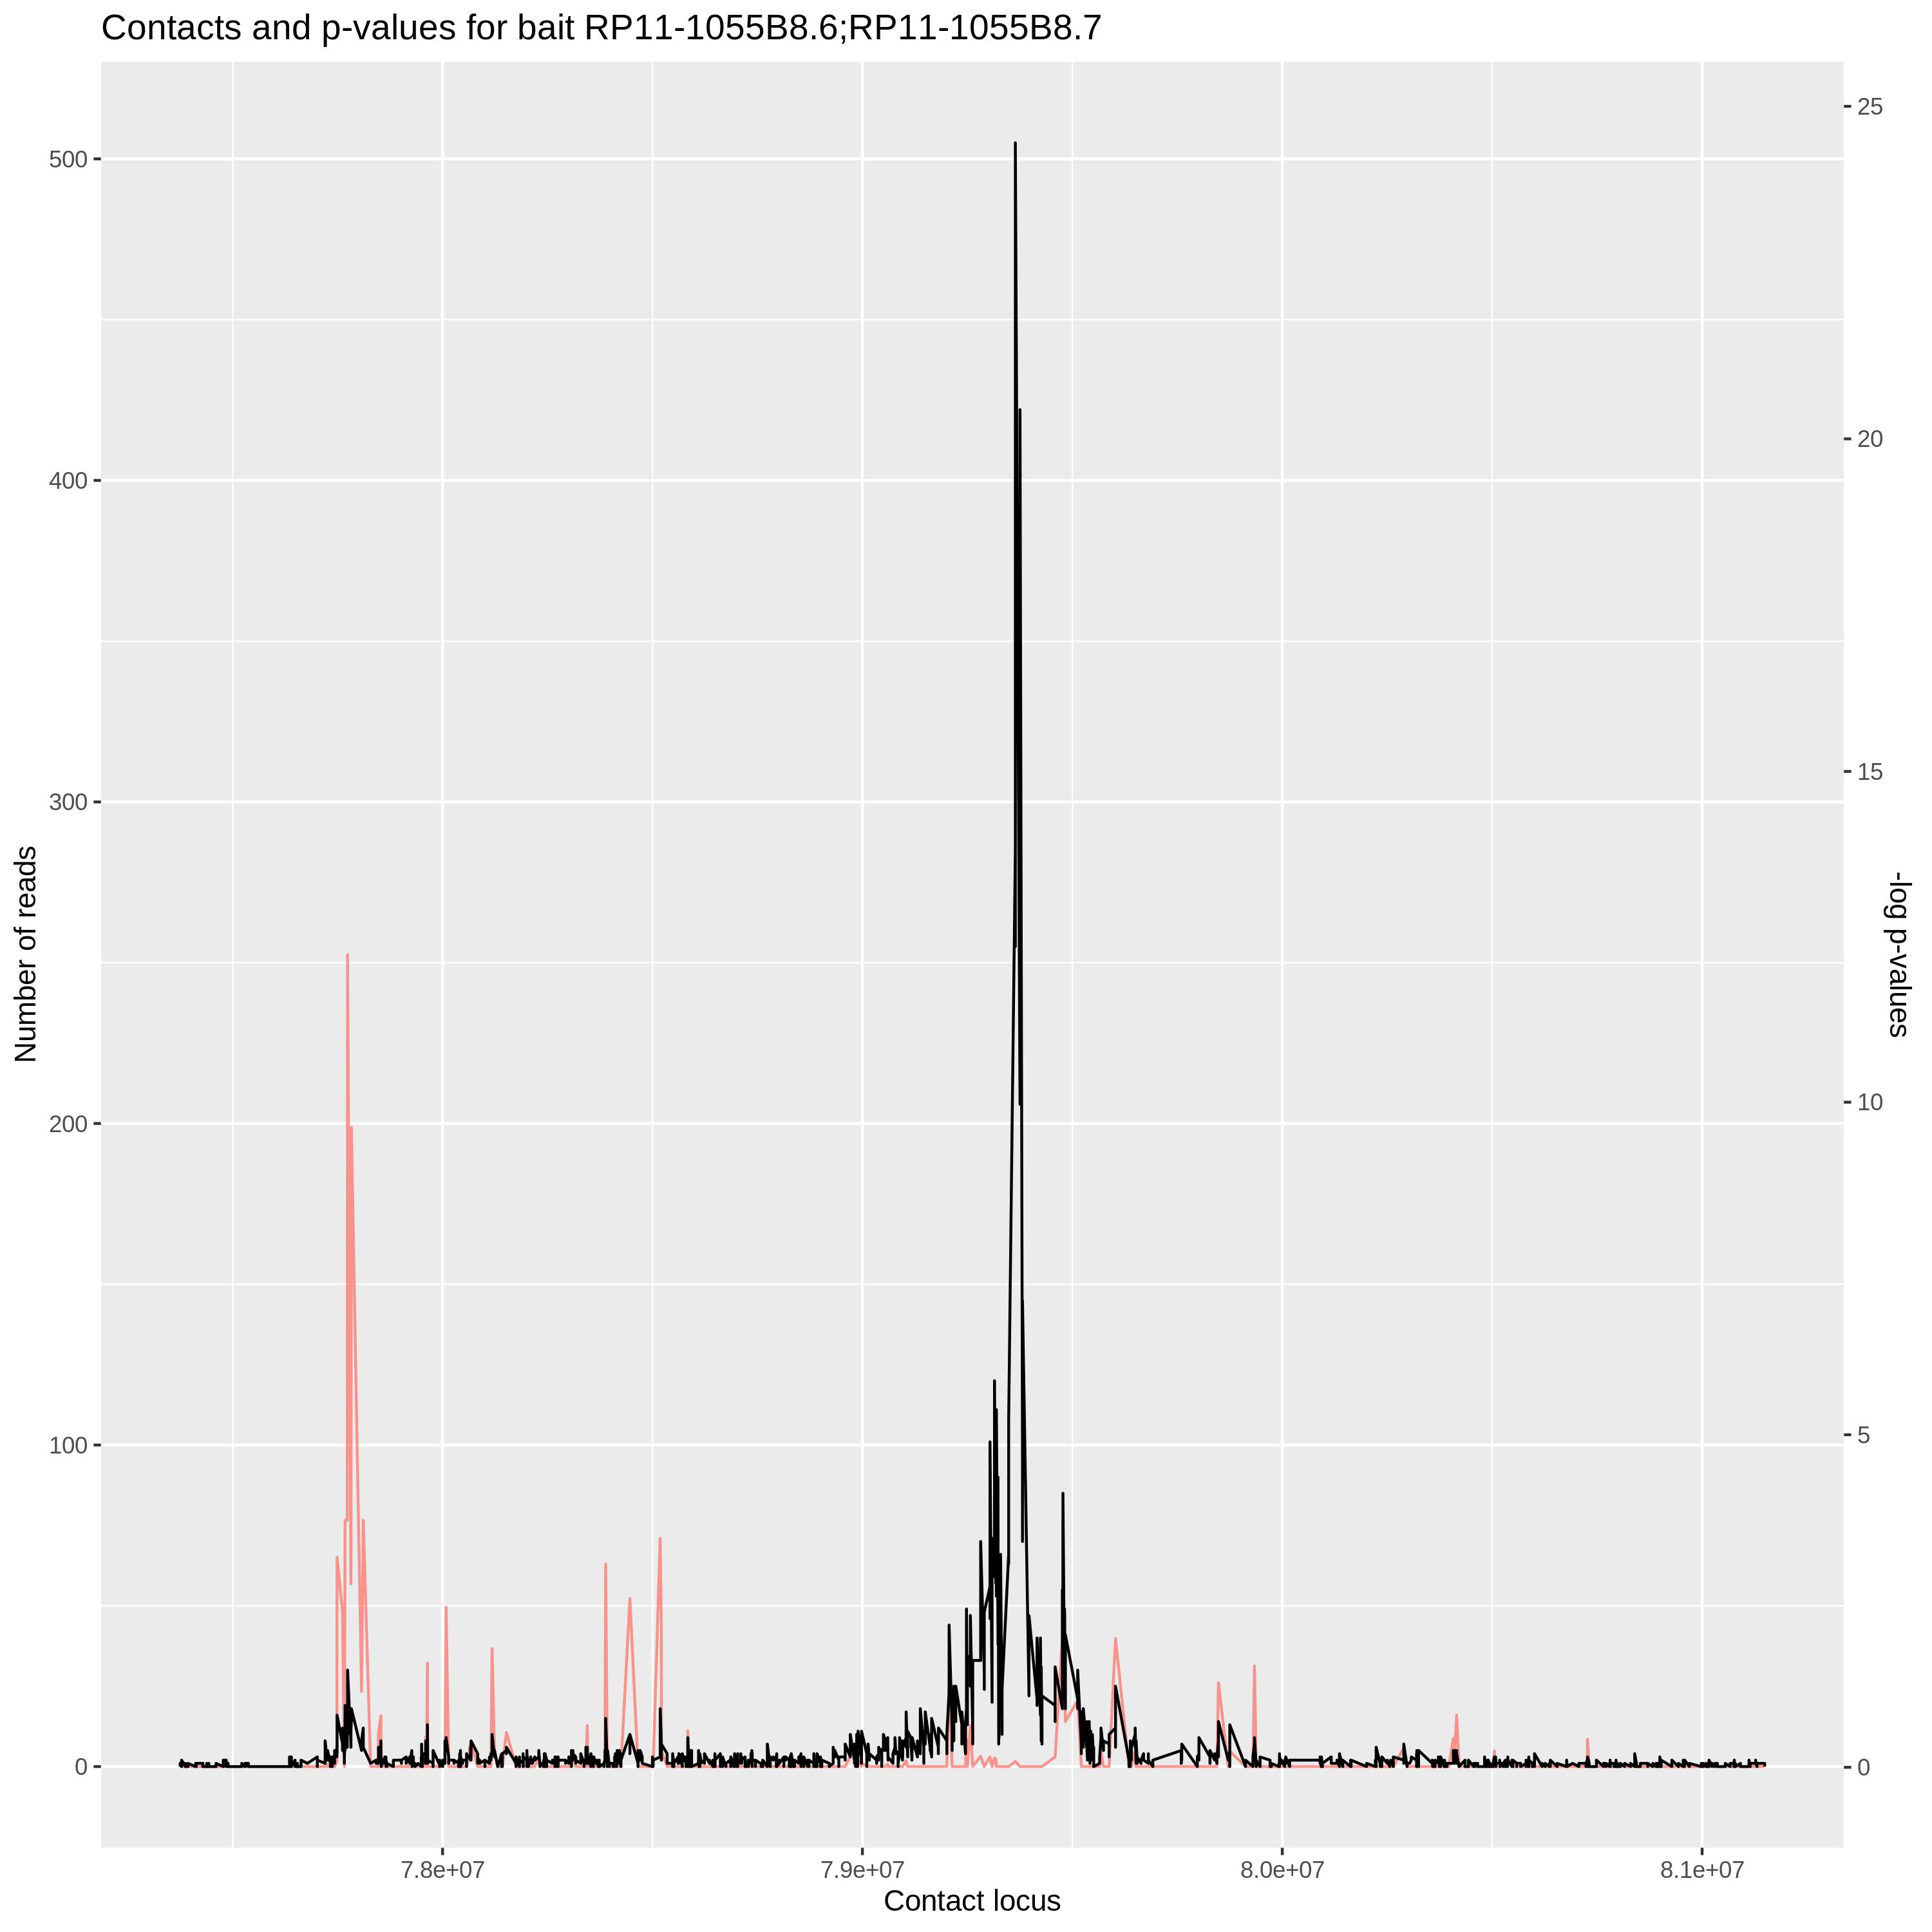 Contacts and p-values for bait RP11-1055B8.6;RP11-1055B8.7
500
400
300
200
100
0
Number of reads
25
20
15
10
5
0
-log p-values
7.8e+07
7.9e+07
8.0e+07
8.1e+07
Contact locus